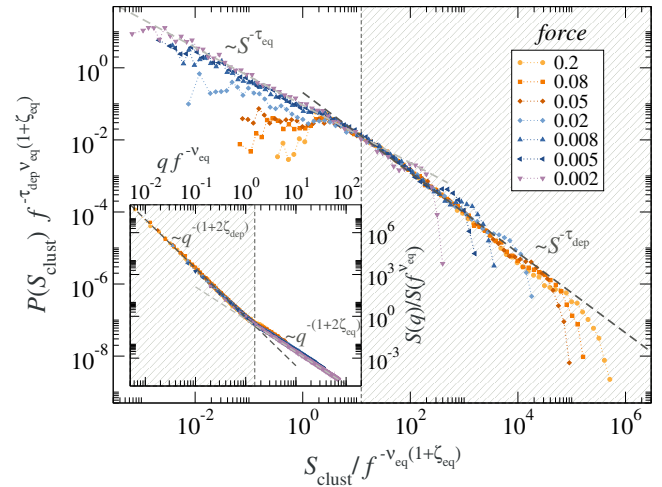 force
0.2
0.08
0.05
0.02
0.008
0.005
0.002
~S^-τ_eq
~S^-τ_dep
P(S_clust) f^-τ_dep ν_eq(1+ζ_eq)
10^0
10^-2
10^-4
10^-6
10^-8
q f^-ν_eq
10^-2 10^-1 10^0 10^1 10^2
~q^-(1+2ζ_dep)
~q^-(1+2ζ_eq)
10^6
10^3
10^0
10^-3
S(q)/S(f^ν_eq)
10^-2 10^0 10^2 10^4 10^6
S_clust/f^-ν_eq(1+ζ_eq)